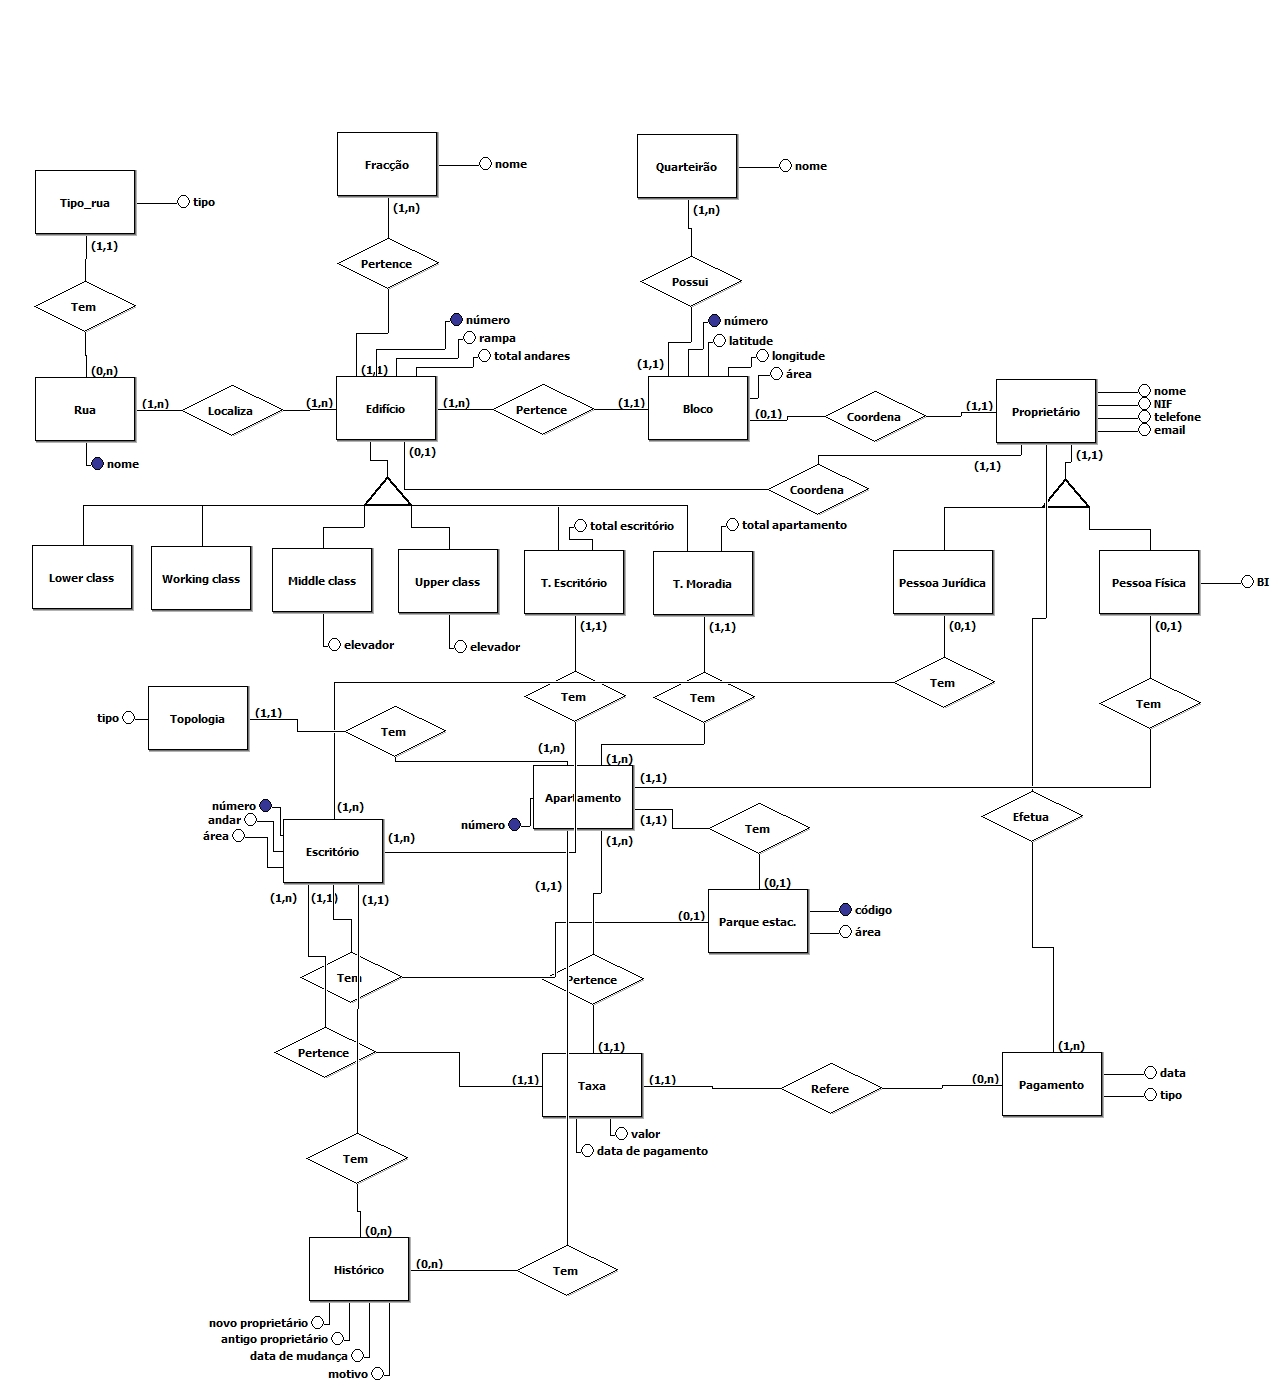 Fracção
nome
(1,n)
Pertence
Quarteirão
nome
(1,n)
Possui
Tipo_rua
tipo
(1,1)
Tem
(0,n)
Rua
nome
(1,n)
Localiza
(1,n)
número
rampa
total andares
(1,1)
Edifício
(1,n)
(0,1)
Pertence
(1,1)
número
latitude
longitude
área
(1,1)
Bloco
(0,1)
Coordena
(1,1)
Proprietário
nome
NIF
telefone
email
(1,1)
(1,1)
Coordena
Lower class
Working class
Middle class
elevador
Upper class
elevador
total escritório
T. Escritório
(1,1)
total apartamento
T. Moradia
(1,1)
Pessoa Jurídica
(0,1)
Pessoa Física
BI
(0,1)
Tem
Tem
Tem
Tem
tipo
Topologia
(1,1)
Tem
(1,n)
(1,n)
Apartamento
número
(1,1)
(1,1)
(1,n)
(1,1)
Tem
(0,1)
Efetua
número
andar
área
(1,n)
Escritório
(1,n)
(1,n)
(1,1)
(1,1)
(0,1)
Parque estac.
código
área
Tem
Pertence
Pertence
(1,1)
(1,1)
Taxa
(1,1)
valor
data de pagamento
Refere
(0,n)
(1,n)
Pagamento
data
tipo
Tem
(0,n)
Histórico
(0,n)
Tem
novo proprietário
antigo proprietário
data de mudança
motivo